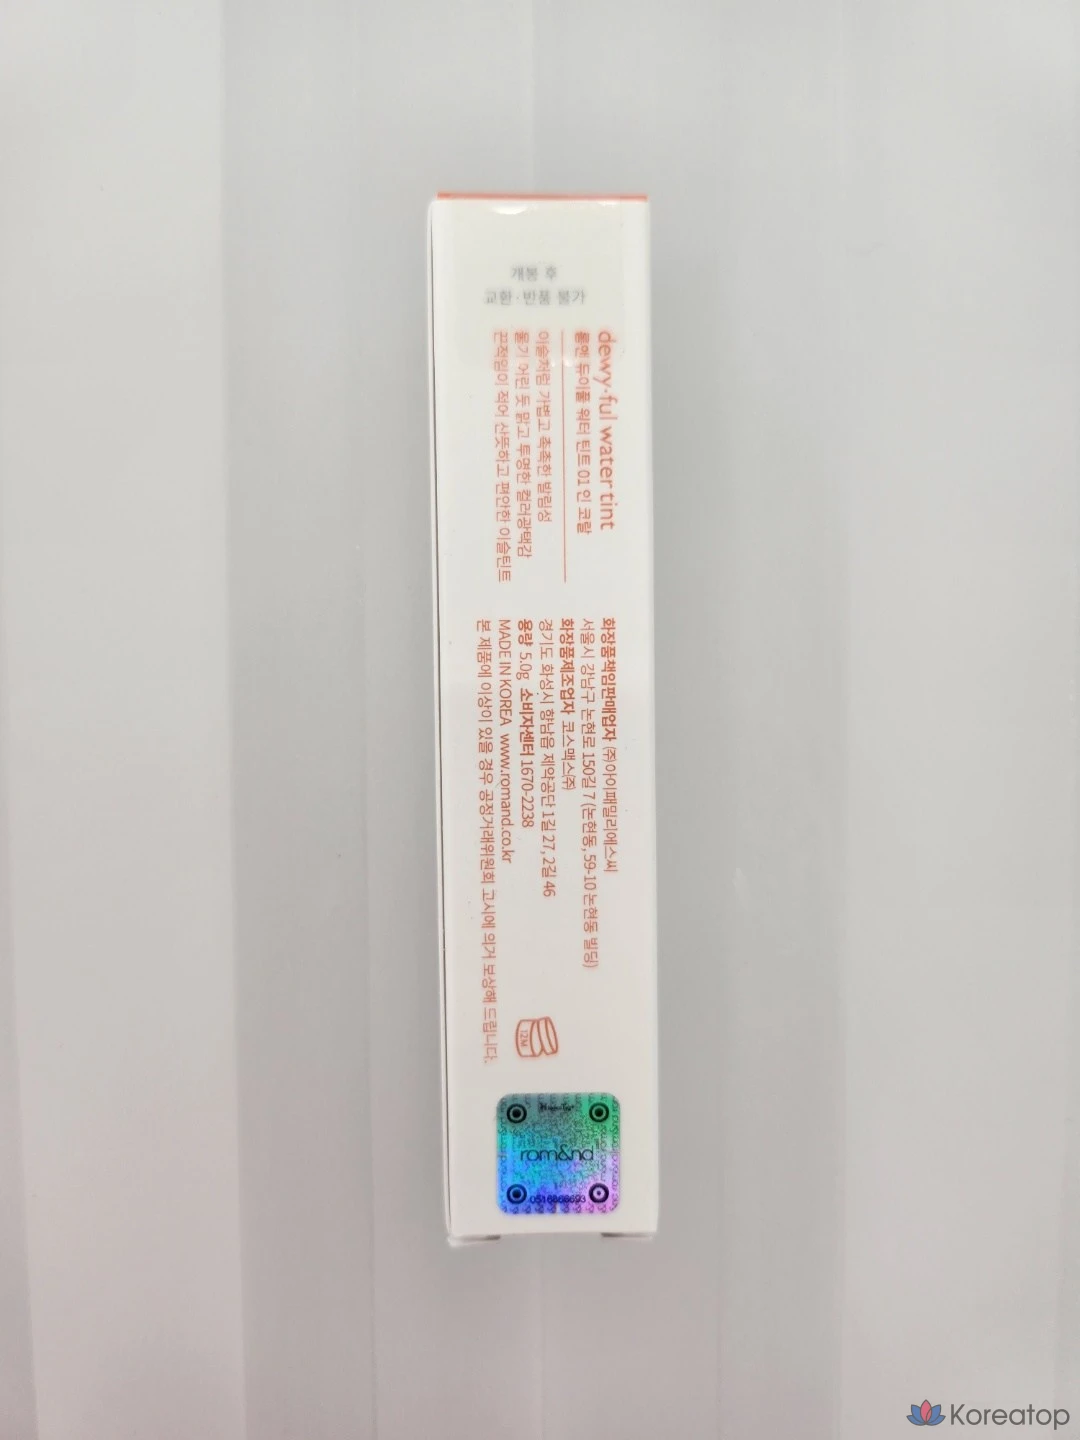 개봉 후
교환·반품 불가
dewy·ful water tint
롬앤 듀이풀 워터 틴트 01 인 코랄
이슬처럼 가볍고 촉촉한 발림성
물기 어린 듯 맑고 투명한 컬러광택감
끈적임이 적어 산뜻하고 편안한 이슬틴트
화장품책임판매업자 ㈜아이패밀리에스씨
서울시 강남구 논현로 150길 7 (논현동, 59-10 논현동 빌딩)
화장품제조업자 코스맥스㈜
경기도 화성시 향남읍 제약공단 1길 27, 2길 46
용량 5.0g 소비자센터 1670-2238
MADE IN KOREA www.romand.co.kr
본 제품에 이상이 있을 경우 공정거래위원회 고시에 의거 보상해 드립니다.
12M
rom&nd
Koreatop